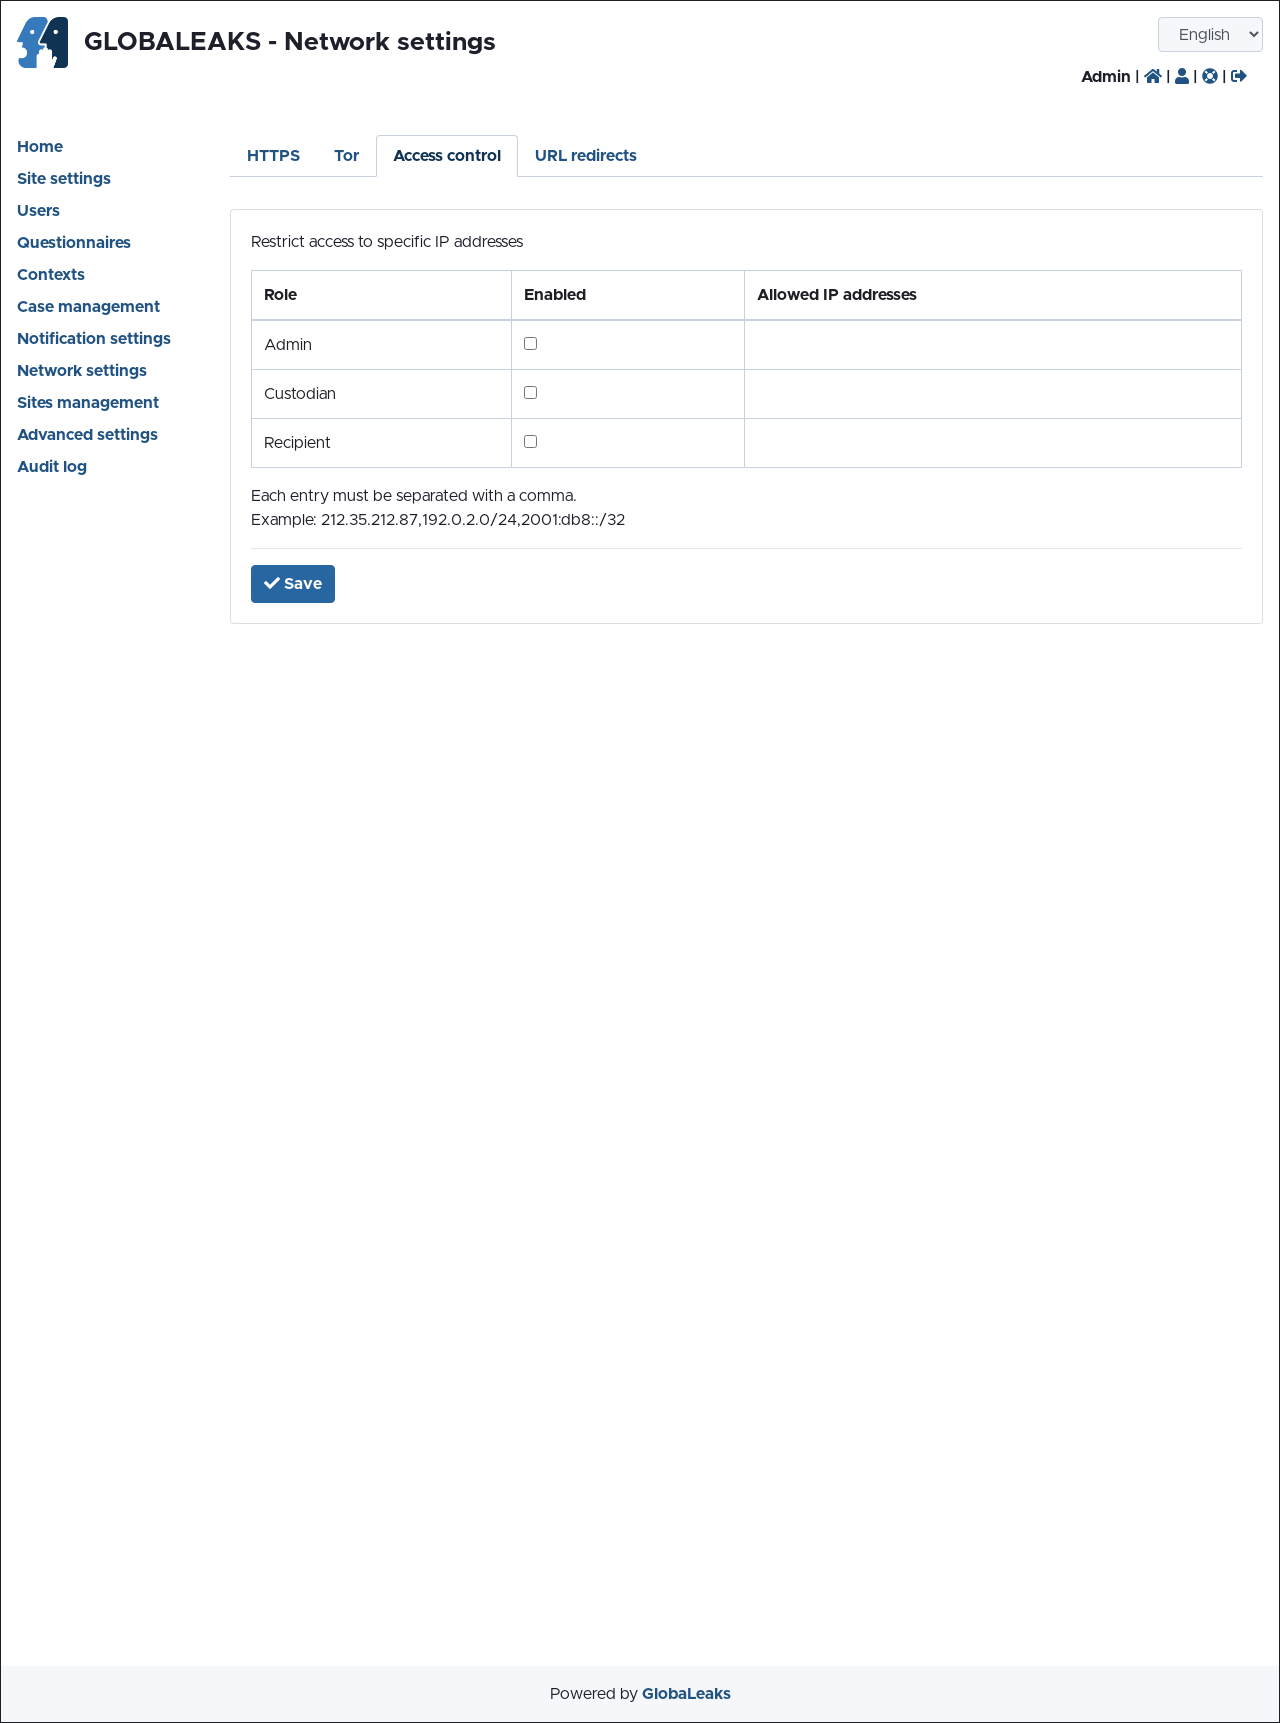 GLOBALEAKS - Network settings
English
Admin | | | |
Home
Site settings
Users
Questionnaires
Contexts
Case management
Notification settings
Network settings
Sites management
Advanced settings
Audit log
HTTPS Tor Access control URL redirects
Restrict access to specific IP addresses
Role Enabled Allowed IP addresses
Admin
Custodian
Recipient
Each entry must be separated with a comma.
Example: 212.35.212.87,192.0.2.0/24,2001:db8::/32
Save
Powered by GlobaLeaks